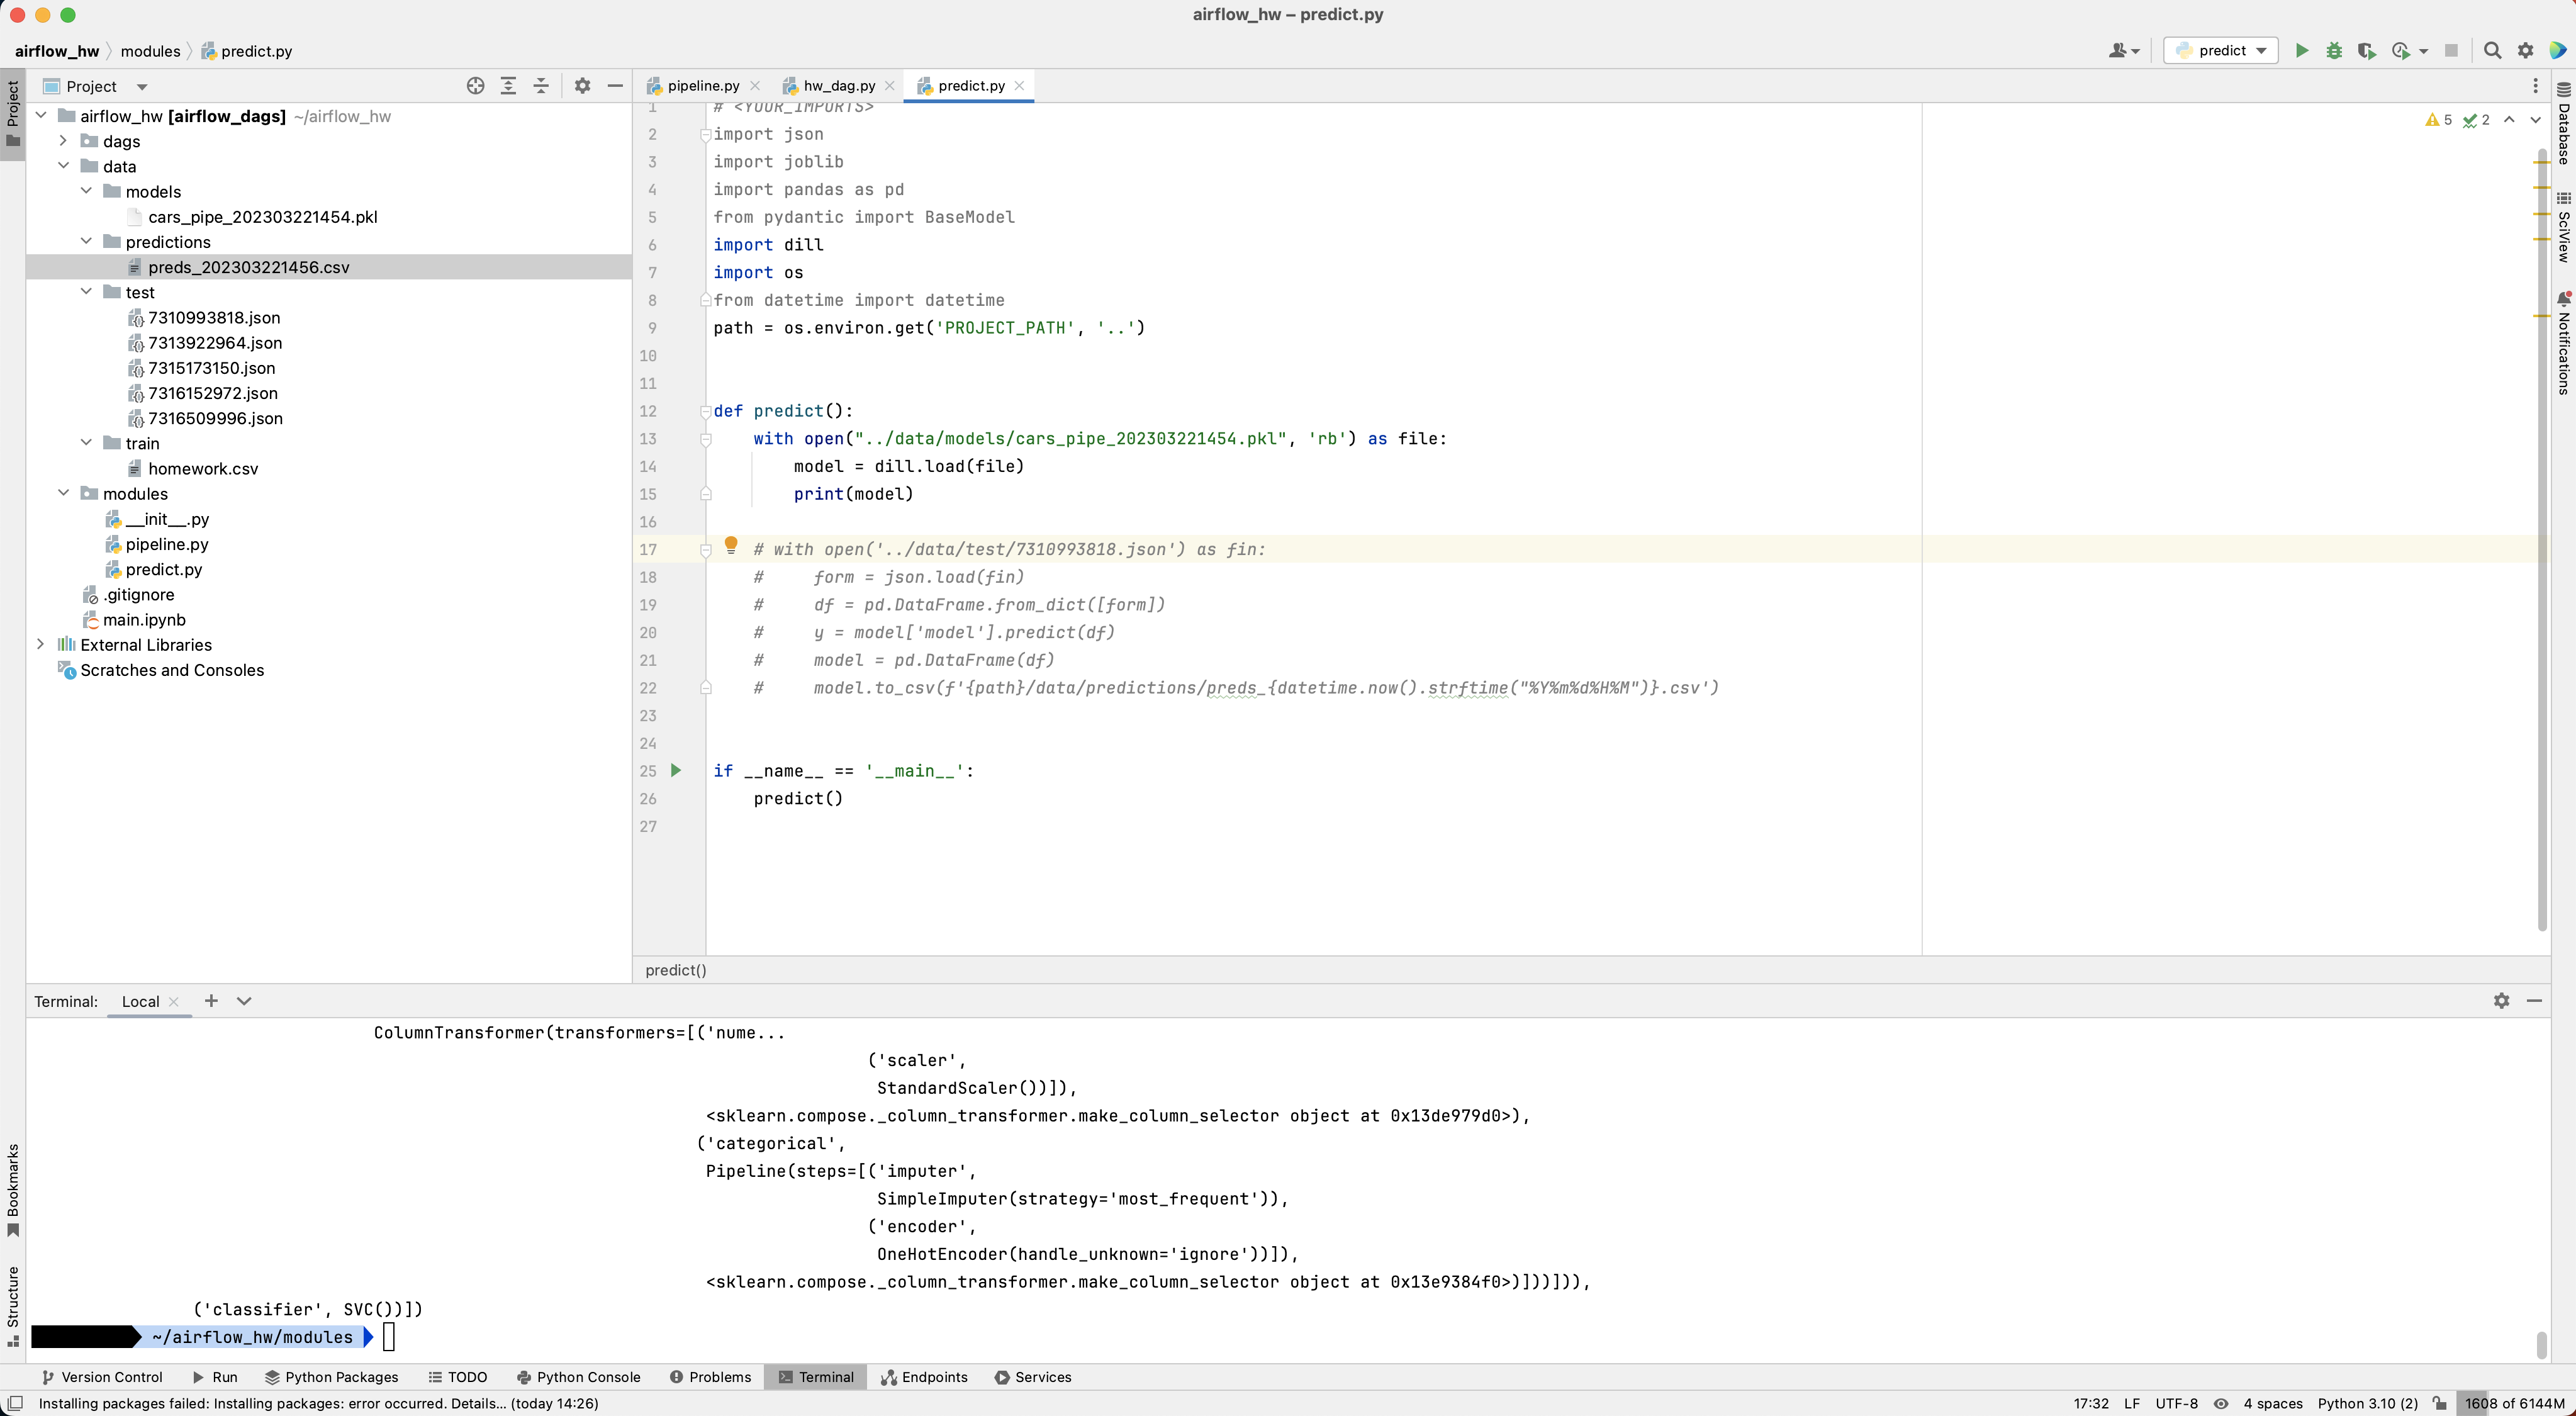 airflow_hw – predict.py
airflow_hw modules predict.py
predict
Project
pipeline.py hw_dag.py predict.py
airflow_hw [airflow_dags] ~/airflow_hw
dags
data
models
cars_pipe_202303221454.pkl
predictions
preds_202303221456.csv
test
7310993818.json
7313922964.json
7315173150.json
7316152972.json
7316509996.json
train
homework.csv
modules
__init__.py
pipeline.py
predict.py
.gitignore
main.ipynb
External Libraries
Scratches and Consoles
5 2
1 # <YOUR_IMPORTS>
2 import json
3 import joblib
4 import pandas as pd
5 from pydantic import BaseModel
6 import dill
7 import os
8 from datetime import datetime
9 path = os.environ.get('PROJECT_PATH', '..')
10
11
12 def predict():
13 with open("../data/models/cars_pipe_202303221454.pkl", 'rb') as file:
14 model = dill.load(file)
15 print(model)
16
17 # with open('../data/test/7310993818.json') as fin:
18 # form = json.load(fin)
19 # df = pd.DataFrame.from_dict([form])
20 # y = model['model'].predict(df)
21 # model = pd.DataFrame(df)
22 # model.to_csv(f'{path}/data/predictions/preds_{datetime.now().strftime("%Y%m%d%H%M")}.csv')
23
24
25 if __name__ == '__main__':
26 predict()
27
predict()
Project
Bookmarks
Structure
Database
SciView
Notifications
Terminal: Local
ColumnTransformer(transformers=[('nume...
('scaler',
StandardScaler())]),
<sklearn.compose._column_transformer.make_column_selector object at 0x13de979d0>),
('categorical',
Pipeline(steps=[('imputer',
SimpleImputer(strategy='most_frequent')),
('encoder',
OneHotEncoder(handle_unknown='ignore'))]),
<sklearn.compose._column_transformer.make_column_selector object at 0x13e9384f0>)]))])),
('classifier', SVC())])
~/airflow_hw/modules
Version Control Run Python Packages TODO Python Console Problems Terminal Endpoints Services
Installing packages failed: Installing packages: error occurred. Details... (today 14:26) 17:32 LF UTF-8 4 spaces Python 3.10 (2) 1608 of 6144M